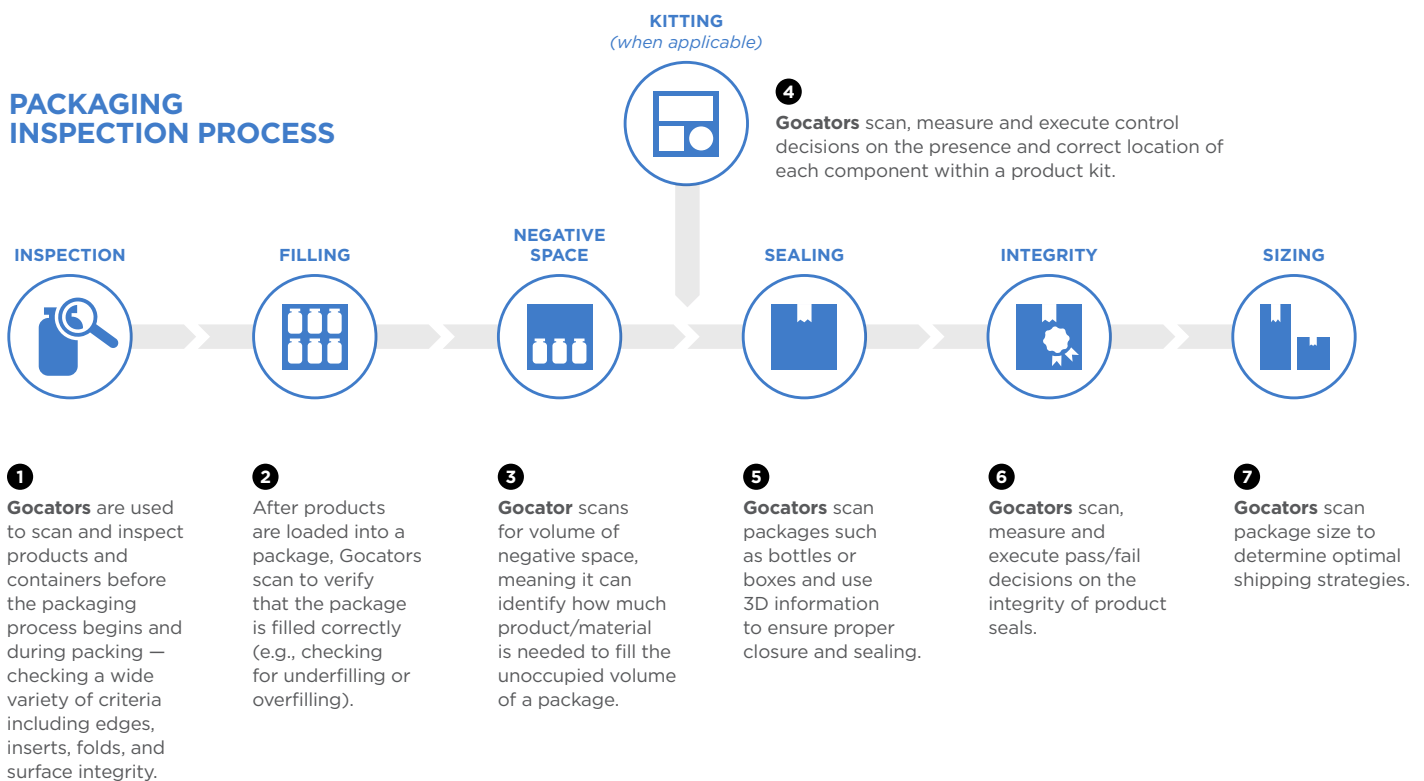 KITTING
(when applicable)
PACKAGING
INSPECTION PROCESS
4
Gocators scan, measure and execute control
decisions on the presence and correct location of
each component within a product kit.
INSPECTION
FILLING
NEGATIVE
SPACE
SEALING
INTEGRITY
SIZING
1
Gocators are used
to scan and inspect
products and
containers before
the packaging
process begins and
during packing —
checking a wide
variety of criteria
including edges,
inserts, folds, and
surface integrity.
2
After products
are loaded into a
package, Gocators
scan to verify
that the package
is filled correctly
(e.g., checking
for underfilling or
overfilling).
3
Gocator scans
for volume of
negative space,
meaning it can
identify how much
product/material
is needed to fill the
unoccupied volume
of a package.
5
Gocators scan
packages such
as bottles or
boxes and use
3D information
to ensure proper
closure and sealing.
6
Gocators scan,
measure and
execute pass/fail
decisions on the
integrity of product
seals.
7
Gocators scan
package size to
determine optimal
shipping strategies.